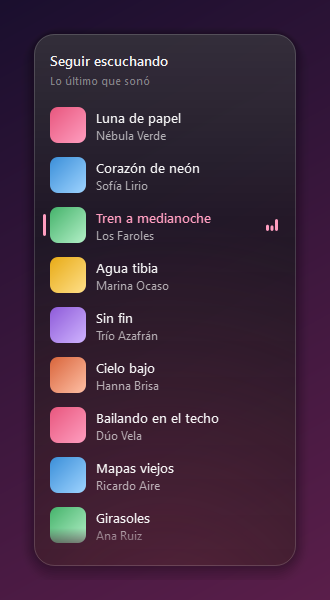 Seguir escuchando
Lo último que sonó
Luna de papel
Nébula Verde
Corazón de neón
Sofía Lirio
Tren a medianoche
Los Faroles
Agua tibia
Marina Ocaso
Sin fin
Trío Azafrán
Cielo bajo
Hanna Brisa
Bailando en el techo
Dúo Vela
Mapas viejos
Ricardo Aire
Girasoles
Ana Ruiz